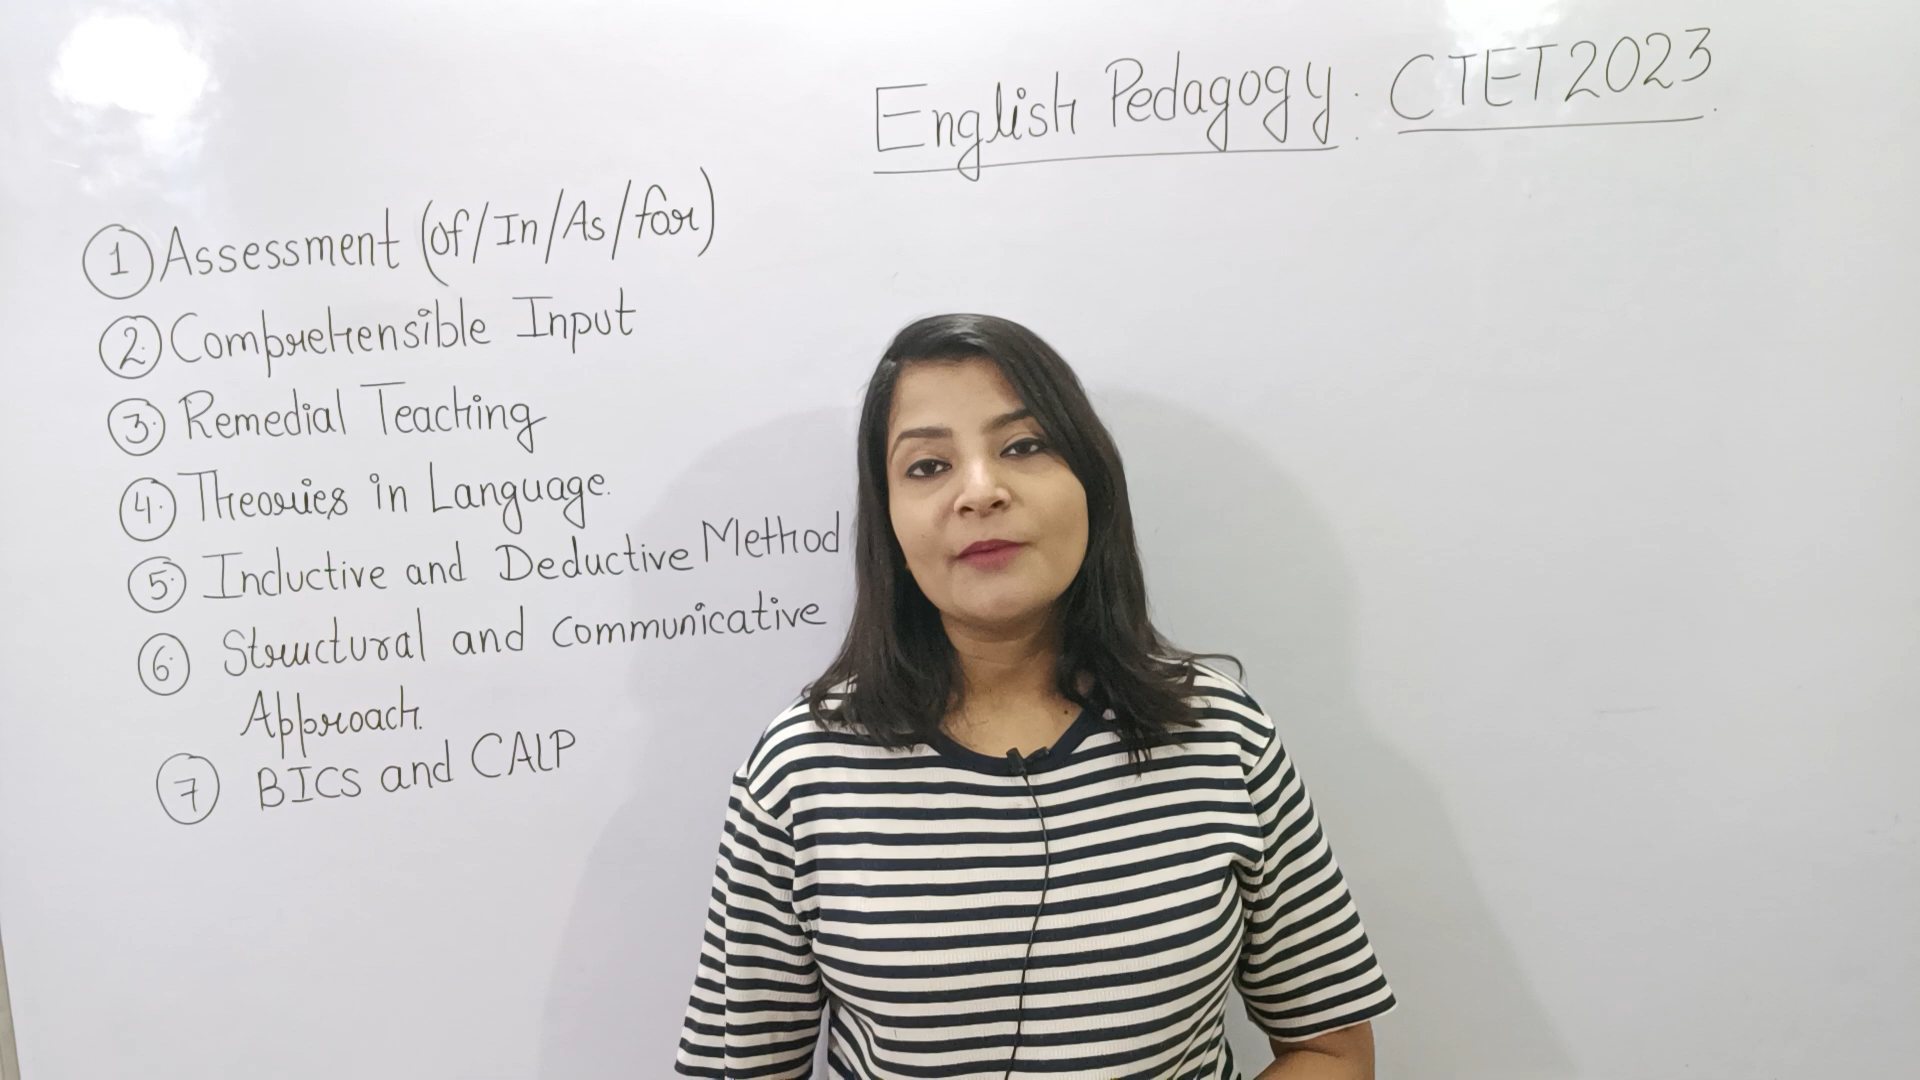 English Pedagogy : CTET 2023
1 Assessment (of/In/As/for)
2. Comprehensible Input
3. Remedial Teaching
4. Theories in Language.
5. Inductive and Deductive Method
6. Structural and communicative
Approach.
7 BICS and CALP